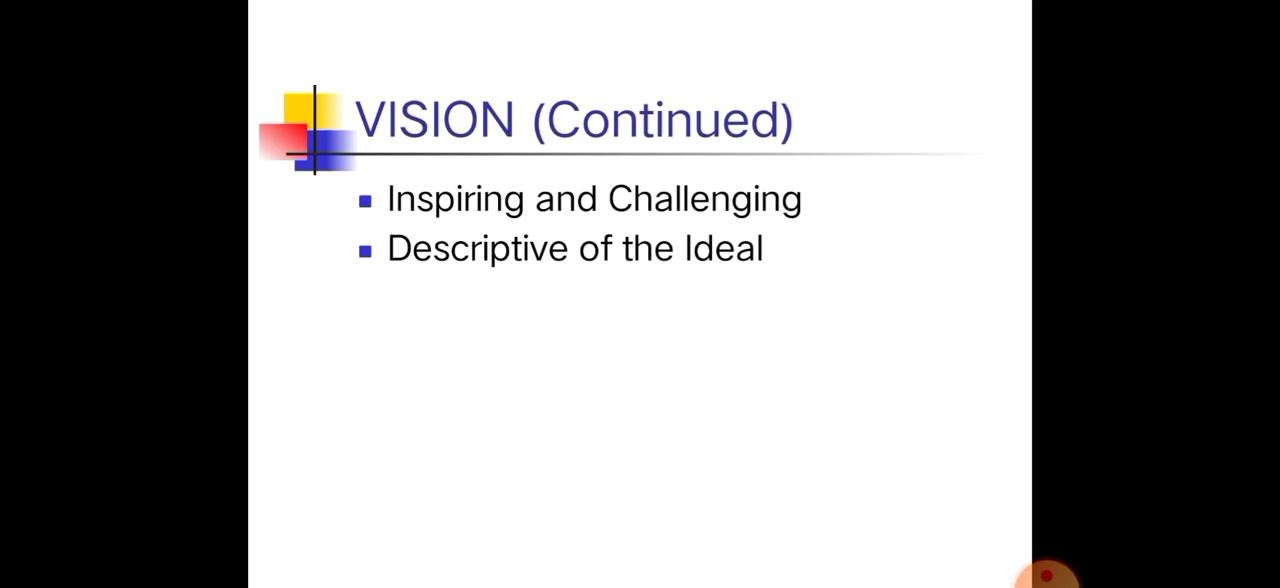 VISION (Continued)
Inspiring and Challenging
Descriptive of the Ideal